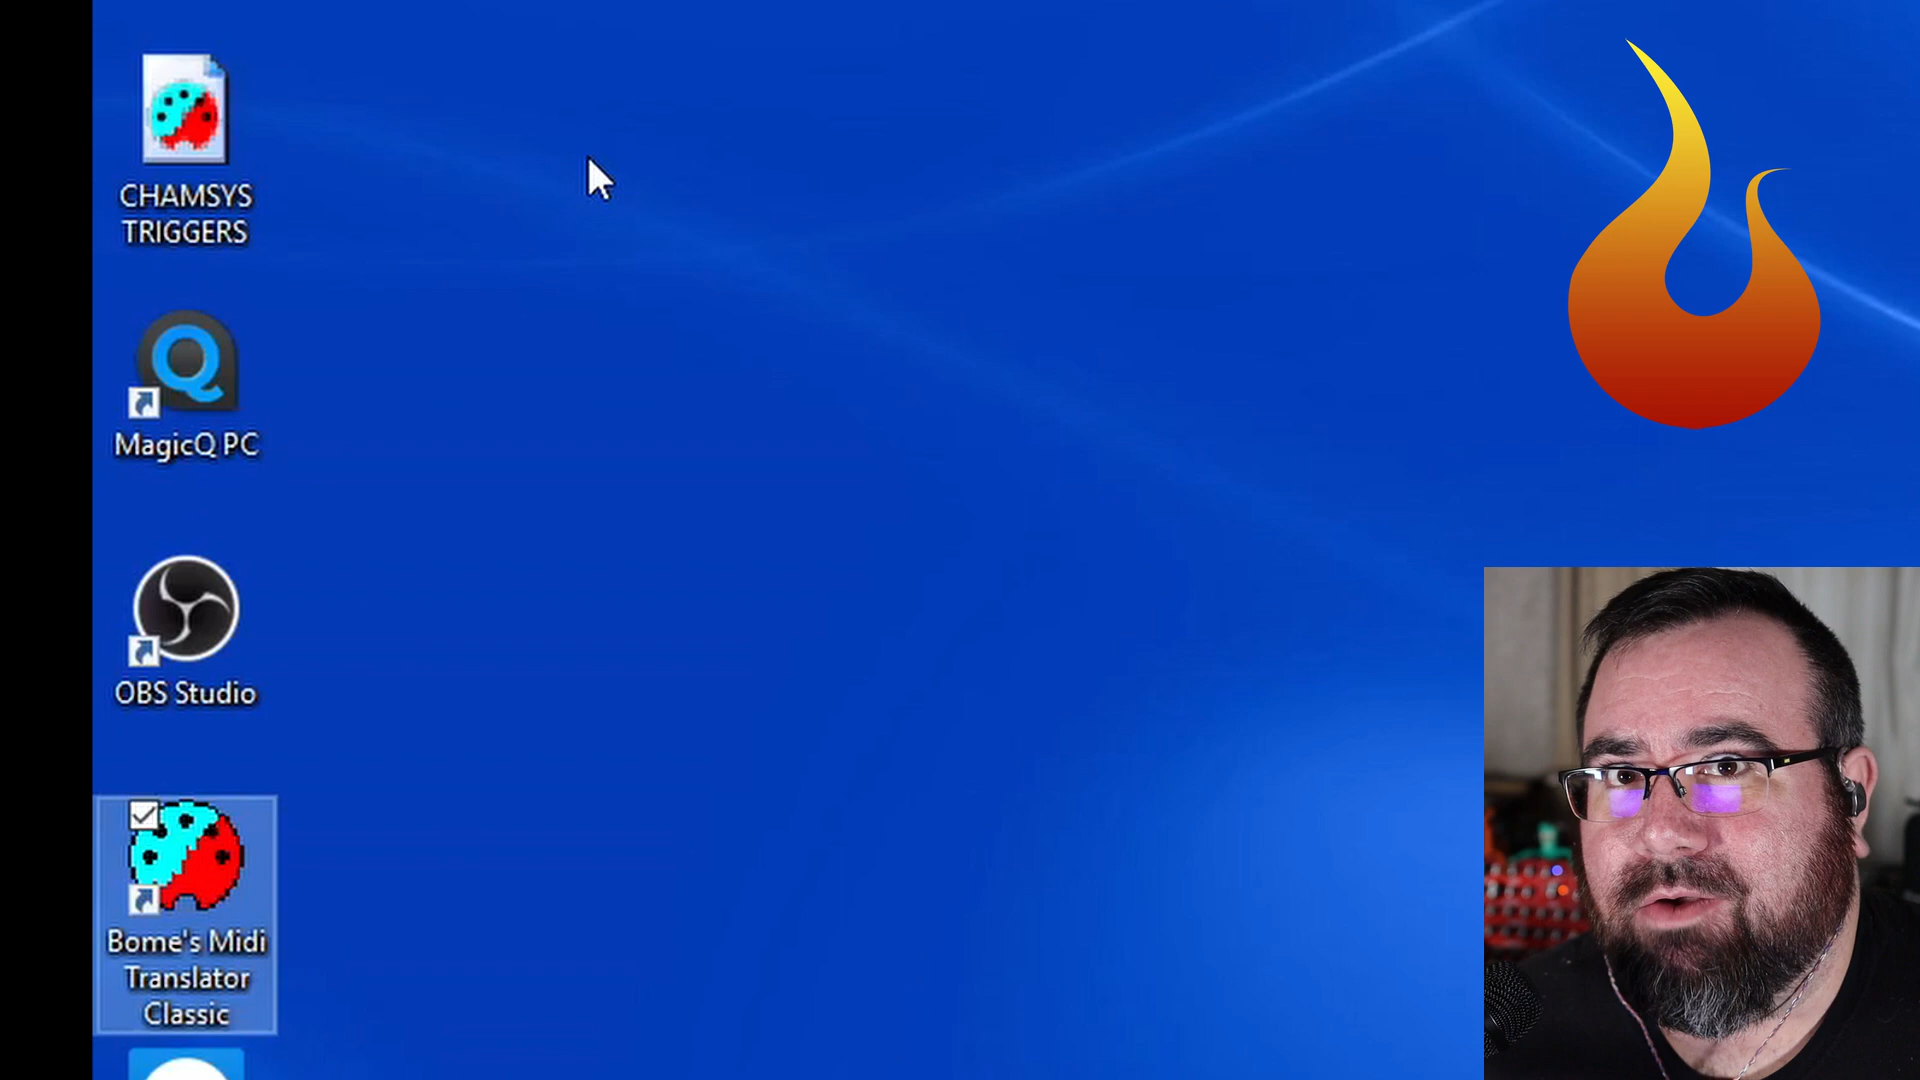 CHAMSYS
TRIGGERS
MagicQ PC
OBS Studio
Bome's Midi
Translator
Classic